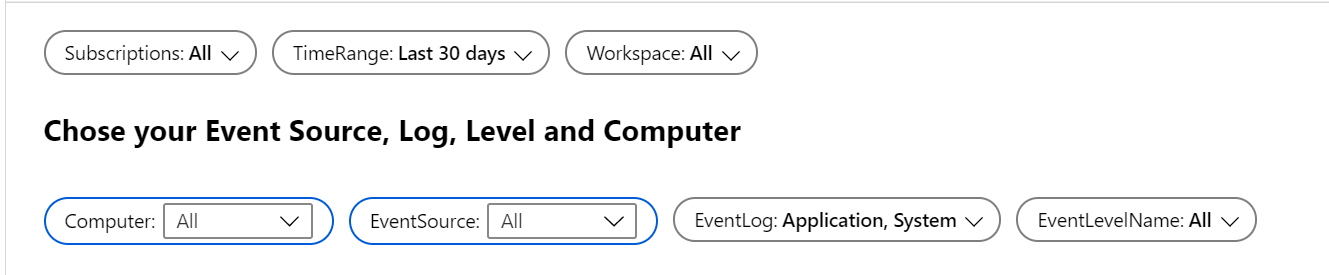 Subscriptions: All TimeRange: Last 30 days Workspace: All
Chose your Event Source, Log, Level and Computer
Computer: All EventSource: All EventLog: Application, System EventLevelName: All